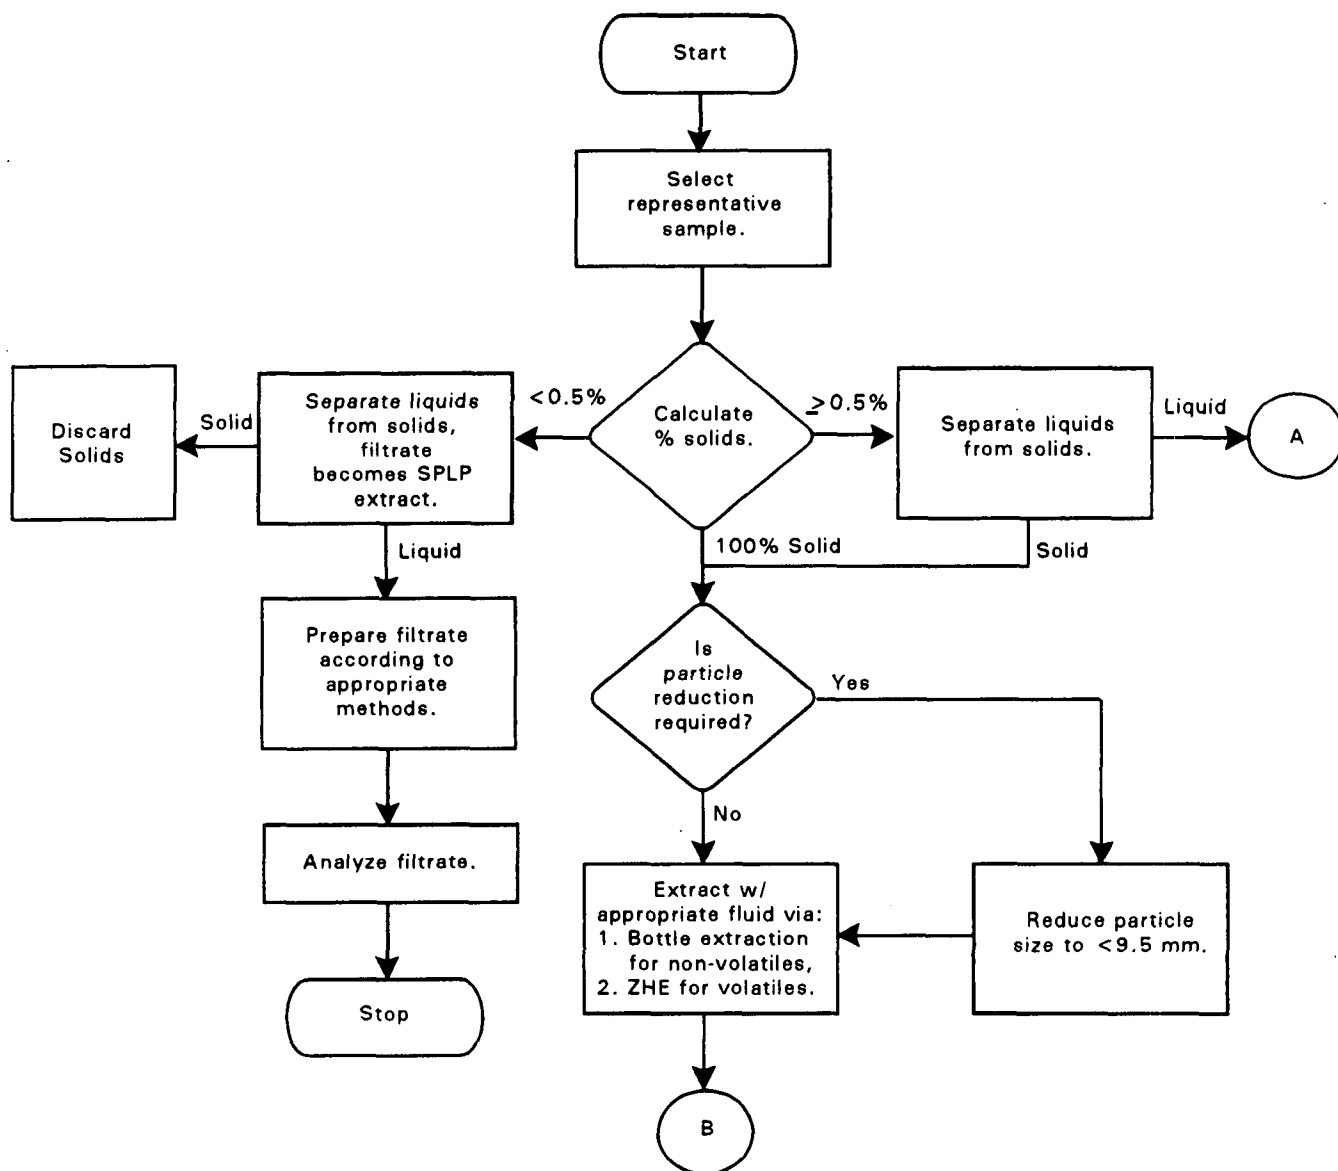 Start
Select
representative
sample.
Discard
Solids
Solid
Separate liquids
from solids,
filtrate
becomes SPLP
extract.
<0.5%
Calculate
% solids.
≥0.5%
Separate liquids
from solids.
Liquid
A
Liquid
100% Solid
Solid
Prepare filtrate
according to
appropriate
methods.
Is
particle
reduction
required?
Yes
No
Analyze filtrate.
Extract w/
appropriate fluid via:
1. Bottle extraction
for non-volatiles,
2. ZHE for volatiles.
Reduce particle
size to <9.5 mm.
Stop
B